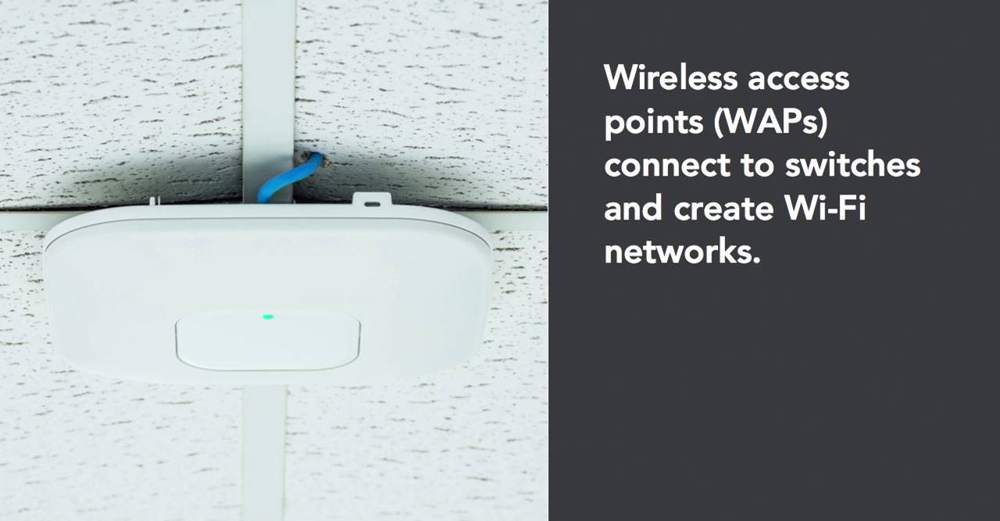 Wireless access
points (WAPs)
connect to switches
and create Wi-Fi
networks.